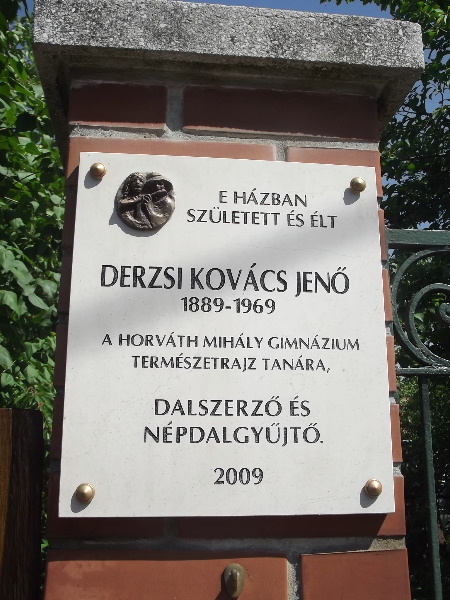 E HÁZBAN
SZÜLETETT ÉS ÉLT
DERZSI KOVÁCS JENŐ
1889-1969
A HORVÁTH MIHÁLY GIMNÁZIUM
TERMÉSZETRAJZ TANÁRA,
DALSZERZŐ ÉS
NÉPDALGYŰJTŐ.
2009